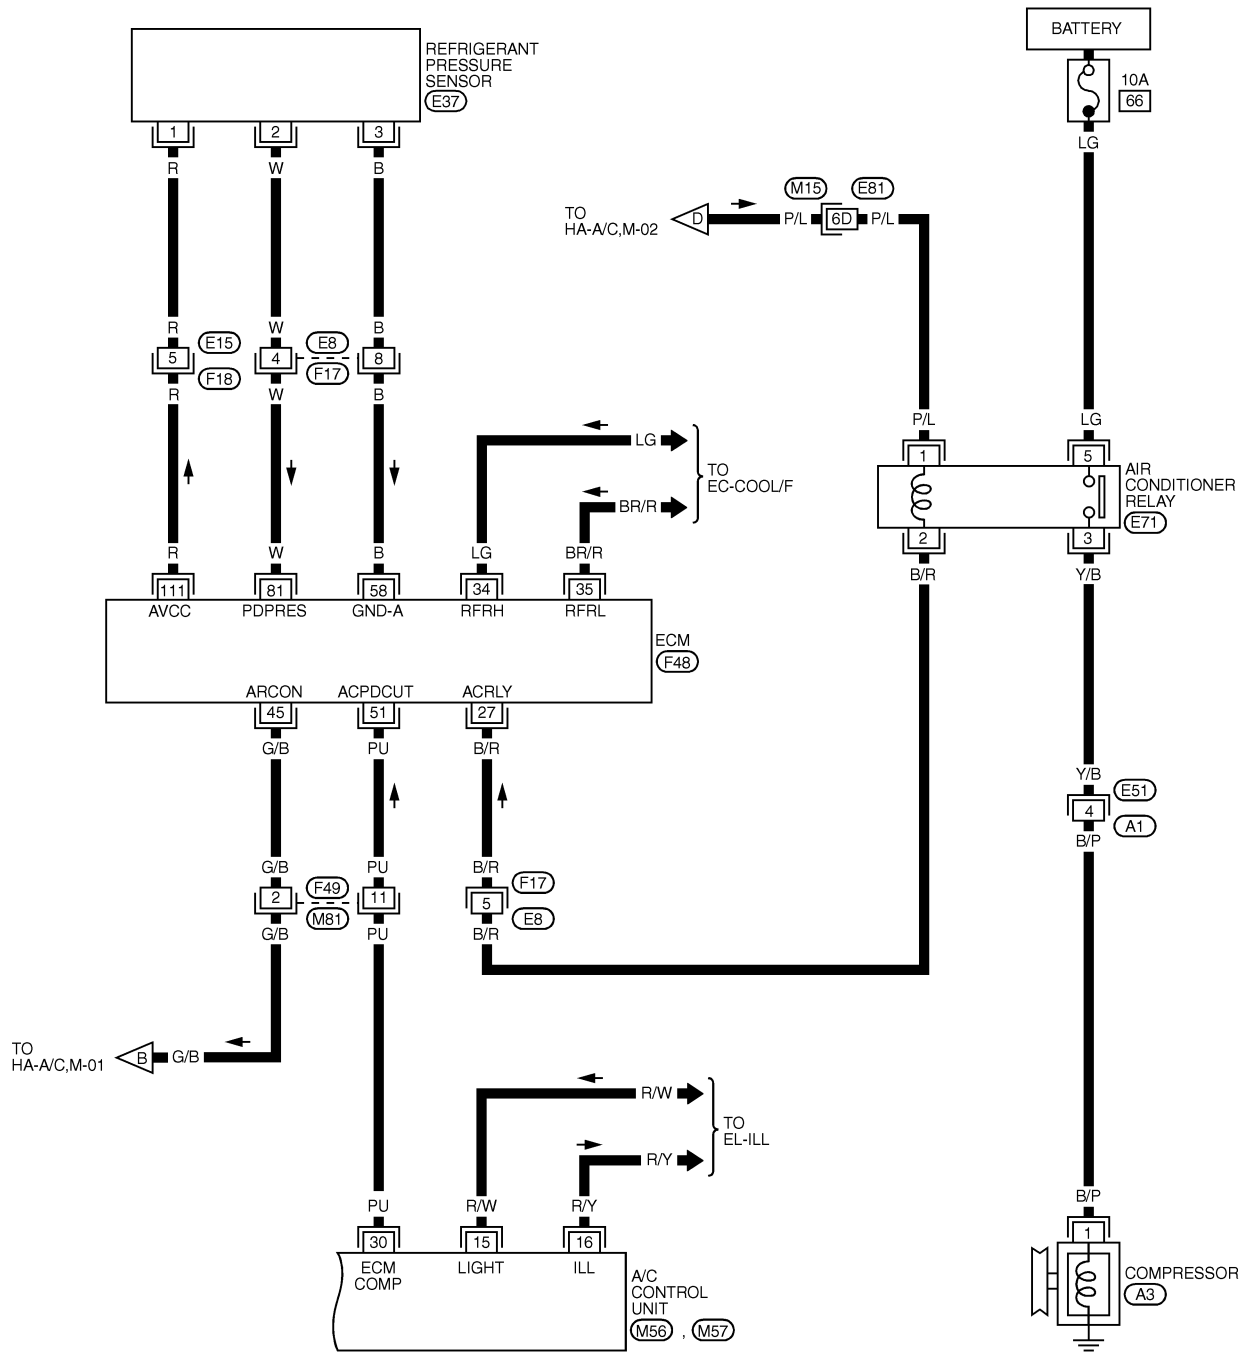 BATTERY
REFRIGERANT
PRESSURE
SENSOR
E37
10A
66
1 2 3
LG
R W B
M15 E81
TO
HA-A/C,M-02
D
P/L 6D P/L
R W B
E15 E8
5 4 8
F18 F17
R W B
P/L LG
1 5
LG
BR/R
TO
EC-COOL/F
AIR
CONDITIONER
RELAY
E71
2 3
B/R Y/B
R W B LG BR/R
111 81 58 34 35
AVCC PDPRES GND-A RFRH RFRL
ECM
F48
ARCON ACPDCUT ACRLY
45 51 27
G/B PU B/R
Y/B
E51
4
A1
B/P
G/B PU B/R
F49 F17
2 11 5
M81 E8
G/B PU B/R
TO
HA-A/C,M-01
B
G/B
R/W
R/Y
TO
EL-ILL
PU R/W R/Y
B/P
30 15 16
1
ECM
COMP
LIGHT ILL
A/C
CONTROL
UNIT
M56 , M57
COMPRESSOR
A3